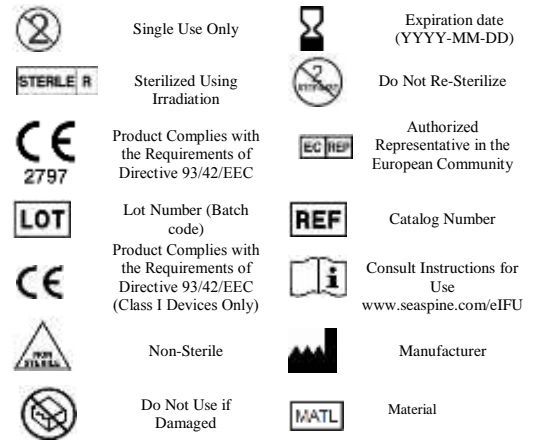 2
Single Use Only
Expiration date
(YYYY-MM-DD)
STERILE R
Sterilized Using
Irradiation
2
Do Not Re-Sterilize
CE
2797
Product Complies with
the Requirements of
Directive 93/42/EEC
EC REP
Authorized
Representative in the
European Community
LOT
Lot Number (Batch
code)
REF
Catalog Number
CE
Product Complies with
the Requirements of
Directive 93/42/EEC
(Class I Devices Only)
i
Consult Instructions for
Use
www.seaspine.com/eIFU
NON
STERILE
Non-Sterile
Manufacturer
Do Not Use if
Damaged
MATL
Material